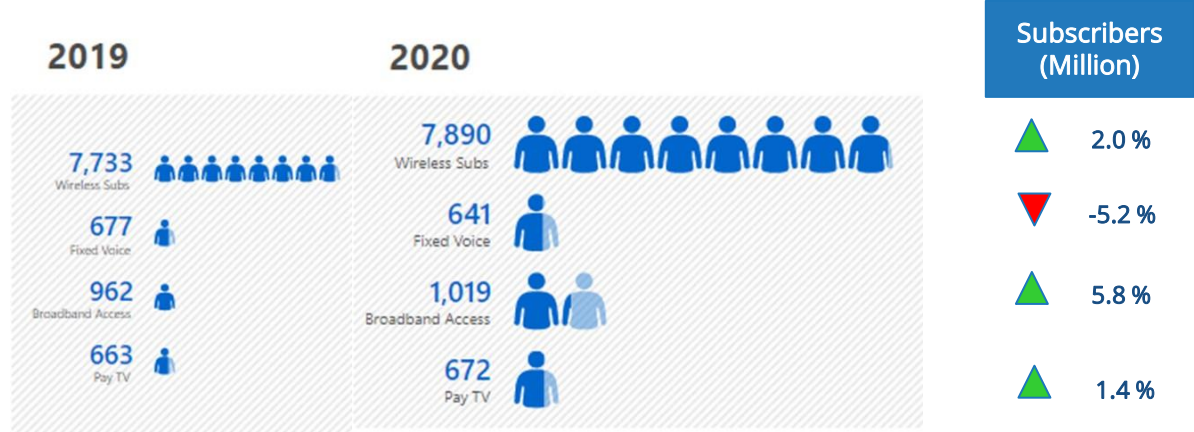 2019
7,733
Wireless Subs
677
Fixed Voice
962
Broadband Access
663
Pay TV
2020
7,890
Wireless Subs
641
Fixed Voice
1,019
Broadband Access
672
Pay TV
Subscribers
(Million)
2.0 %
-5.2 %
5.8 %
1.4 %